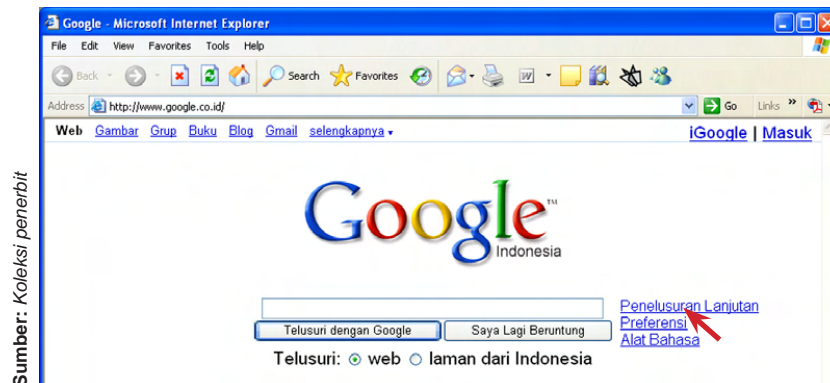 Google - Microsoft Internet Explorer
File Edit View Favorites Tools Help
Back Search Favorites
Address http://www.google.co.id/ Go Links »
Web Gambar Grup Buku Blog Gmail selengkapnya iGoogle | Masuk
Google™
Indonesia
Penelusuran Lanjutan
Telusuri dengan Google Saya Lagi Beruntung Preferensi
Alat Bahasa
Telusuri: web laman dari Indonesia
Sumber: Koleksi penerbit